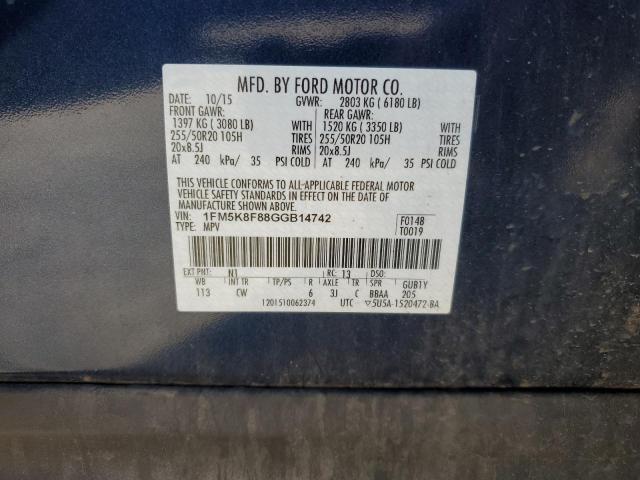 MFD. BY FORD MOTOR CO.
DATE: 10/15 GVWR: 2803 KG ( 6180 LB)
FRONT GAWR: REAR GAWR:
1397 KG ( 3080 LB) WITH 1520 KG ( 3350 LB) WITH
255/50R20 105H TIRES 255/50R20 105H TIRES
20x8.5J RIMS 20x8.5J RIMS
AT 240 kPa/ 35 PSI COLD AT 240 kPa/ 35 PSI COLD
THIS VEHICLE CONFORMS TO ALL-APPLICABLE FEDERAL MOTOR
VEHICLE SAFETY STANDARDS IN EFFECT ON THE DATE OF
MANUFACTURE SHOWN ABOVE.
VIN: 1FM5K8F88GGB14742 F0148
TYPE: MPV T0019
EXT PNT: N1 RC: 13 DSO:
WB INT TR TP/PS R AXLE TR SPR GUB1Y
113 CW 6 3J C BBAA 205
1201510062374 UTC ▽5U5A-1520472-BA